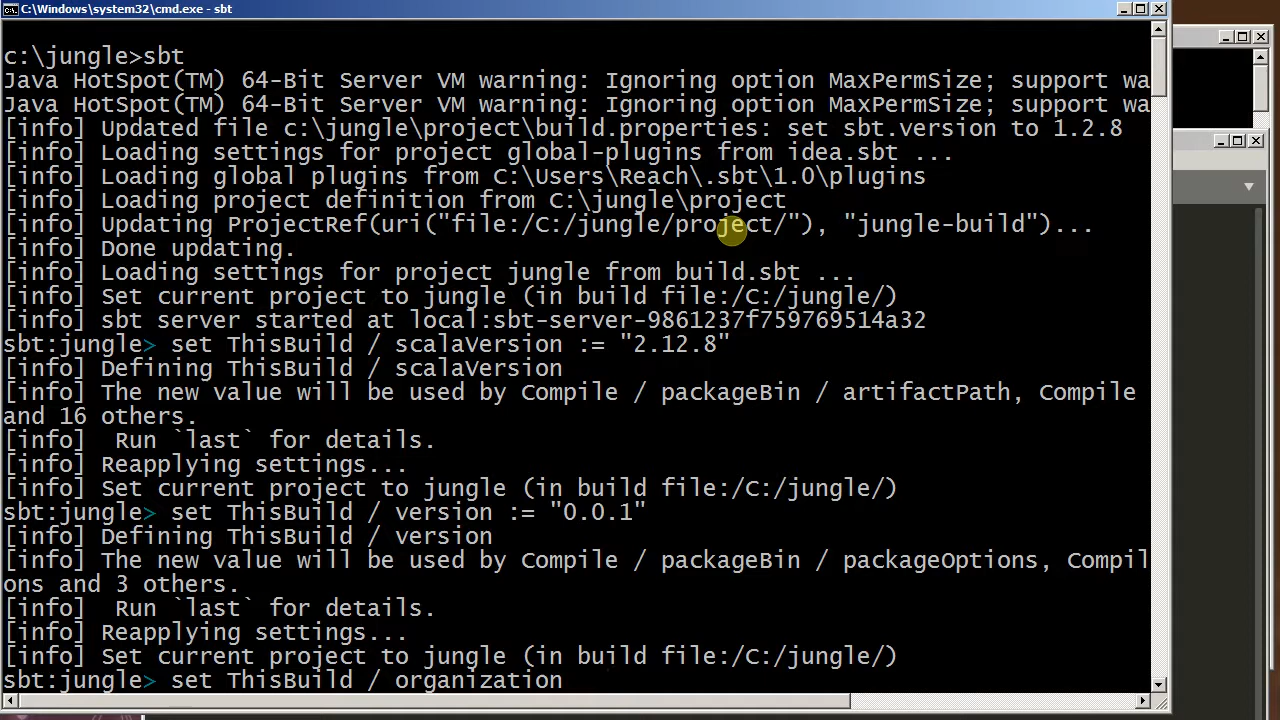 C:\Windows\system32\cmd.exe - sbt
c:\jungle>sbt
Java HotSpot(TM) 64-Bit Server VM warning: Ignoring option MaxPermSize; support wa
Java HotSpot(TM) 64-Bit Server VM warning: Ignoring option MaxPermSize; support wa
[info] Updated file c:\jungle\project\build.properties: set sbt.version to 1.2.8
[info] Loading settings for project global-plugins from idea.sbt ...
[info] Loading global plugins from C:\Users\Reach\.sbt\1.0\plugins
[info] Loading project definition from C:\jungle\project
[info] Updating ProjectRef(uri("file:/C:/jungle/project/"), "jungle-build")...
[info] Done updating.
[info] Loading settings for project jungle from build.sbt ...
[info] Set current project to jungle (in build file:/C:/jungle/)
[info] sbt server started at local:sbt-server-9861237f759769514a32
sbt:jungle> set ThisBuild / scalaVersion := "2.12.8"
[info] Defining ThisBuild / scalaVersion
[info] The new value will be used by Compile / packageBin / artifactPath, Compile
and 16 others.
[info]  Run `last` for details.
[info] Reapplying settings...
[info] Set current project to jungle (in build file:/C:/jungle/)
sbt:jungle> set ThisBuild / version := "0.0.1"
[info] Defining ThisBuild / version
[info] The new value will be used by Compile / packageBin / packageOptions, Compil
ons and 3 others.
[info]  Run `last` for details.
[info] Reapplying settings...
[info] Set current project to jungle (in build file:/C:/jungle/)
sbt:jungle> set ThisBuild / organization